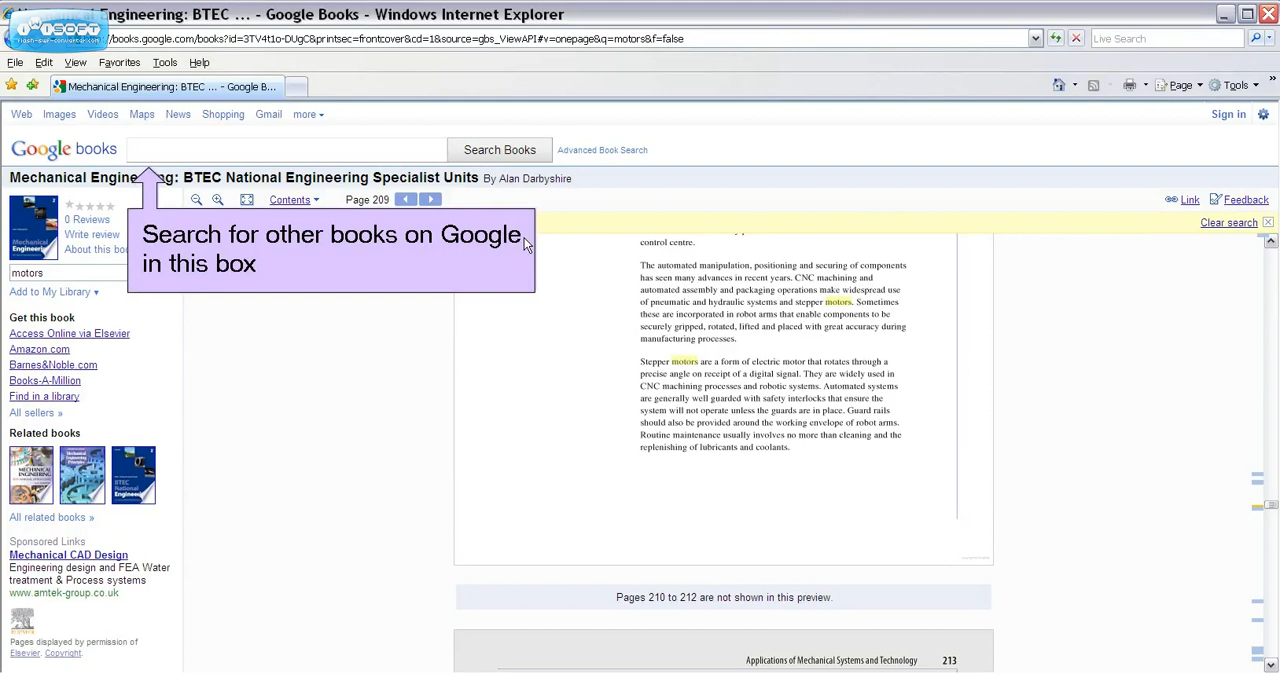 Mechanical Engineering: BTEC ... - Google Books - Windows Internet Explorer
iWiSOFT
flash-swf-converter.com
//books.google.com/books?id=3TV4t1o-DUgC&printsec=frontcover&cd=1&source=gbs_ViewAPI#v=onepage&q=motors&f=false
Live Search
File Edit View Favorites Tools Help
Mechanical Engineering: BTEC ... - Google B...
Page Tools
Web Images Videos Maps News Shopping Gmail more
Sign in
Google books
Search Books
Advanced Book Search
Mechanical Engineering: BTEC National Engineering Specialist Units By Alan Darbyshire
0 Reviews
Write review
About this boo
motors
Add to My Library
Contents
Page 209
Link
Feedback
Clear search
Search for other books on Google
in this box
control centre.
The automated manipulation, positioning and securing of components
has seen many advances in recent years. CNC machining and
automated assembly and packaging operations make widespread use
of pneumatic and hydraulic systems and stepper motors. Sometimes
these are incorporated in robot arms that enable components to be
securely gripped, rotated, lifted and placed with great accuracy during
manufacturing processes.
Stepper motors are a form of electric motor that rotates through a
precise angle on receipt of a digital signal. They are widely used in
CNC machining processes and robotic systems. Automated systems
are generally well guarded with safety interlocks that ensure the
system will not operate unless the guards are in place. Guard rails
should also be provided around the working envelope of robot arms.
Routine maintenance usually involves no more than cleaning and the
replenishing of lubricants and coolants.
Pages 210 to 212 are not shown in this preview.
Applications of Mechanical Systems and Technology 213
Get this book
Access Online via Elsevier
Amazon.com
Barnes&Noble.com
Books-A-Million
Find in a library
All sellers »
Related books
All related books »
Sponsored Links
Mechanical CAD Design
Engineering design and FEA Water
treatment & Process systems
www.amtek-group.co.uk
Pages displayed by permission of
Elsevier. Copyright.